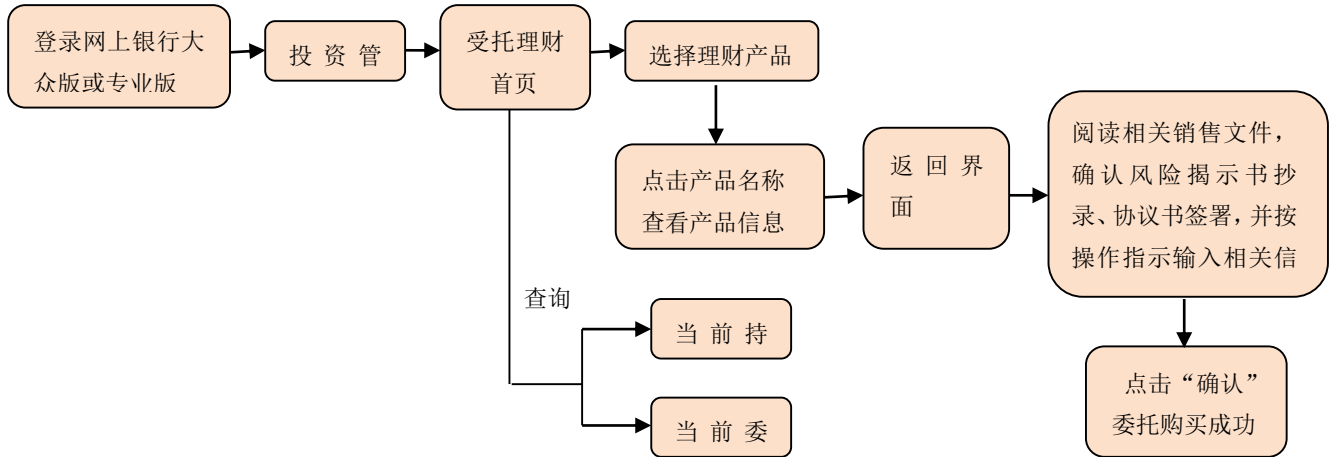 登录网上银行大
众版或专业版
投资管
受托理财
首页
选择理财产品
点击产品名称
查看产品信息
返回界
面
阅读相关销售文件，
确认风险揭示书抄
录、协议书签署，并按
操作指示输入相关信
查询
当前持
当前委
点击“确认”
委托购买成功